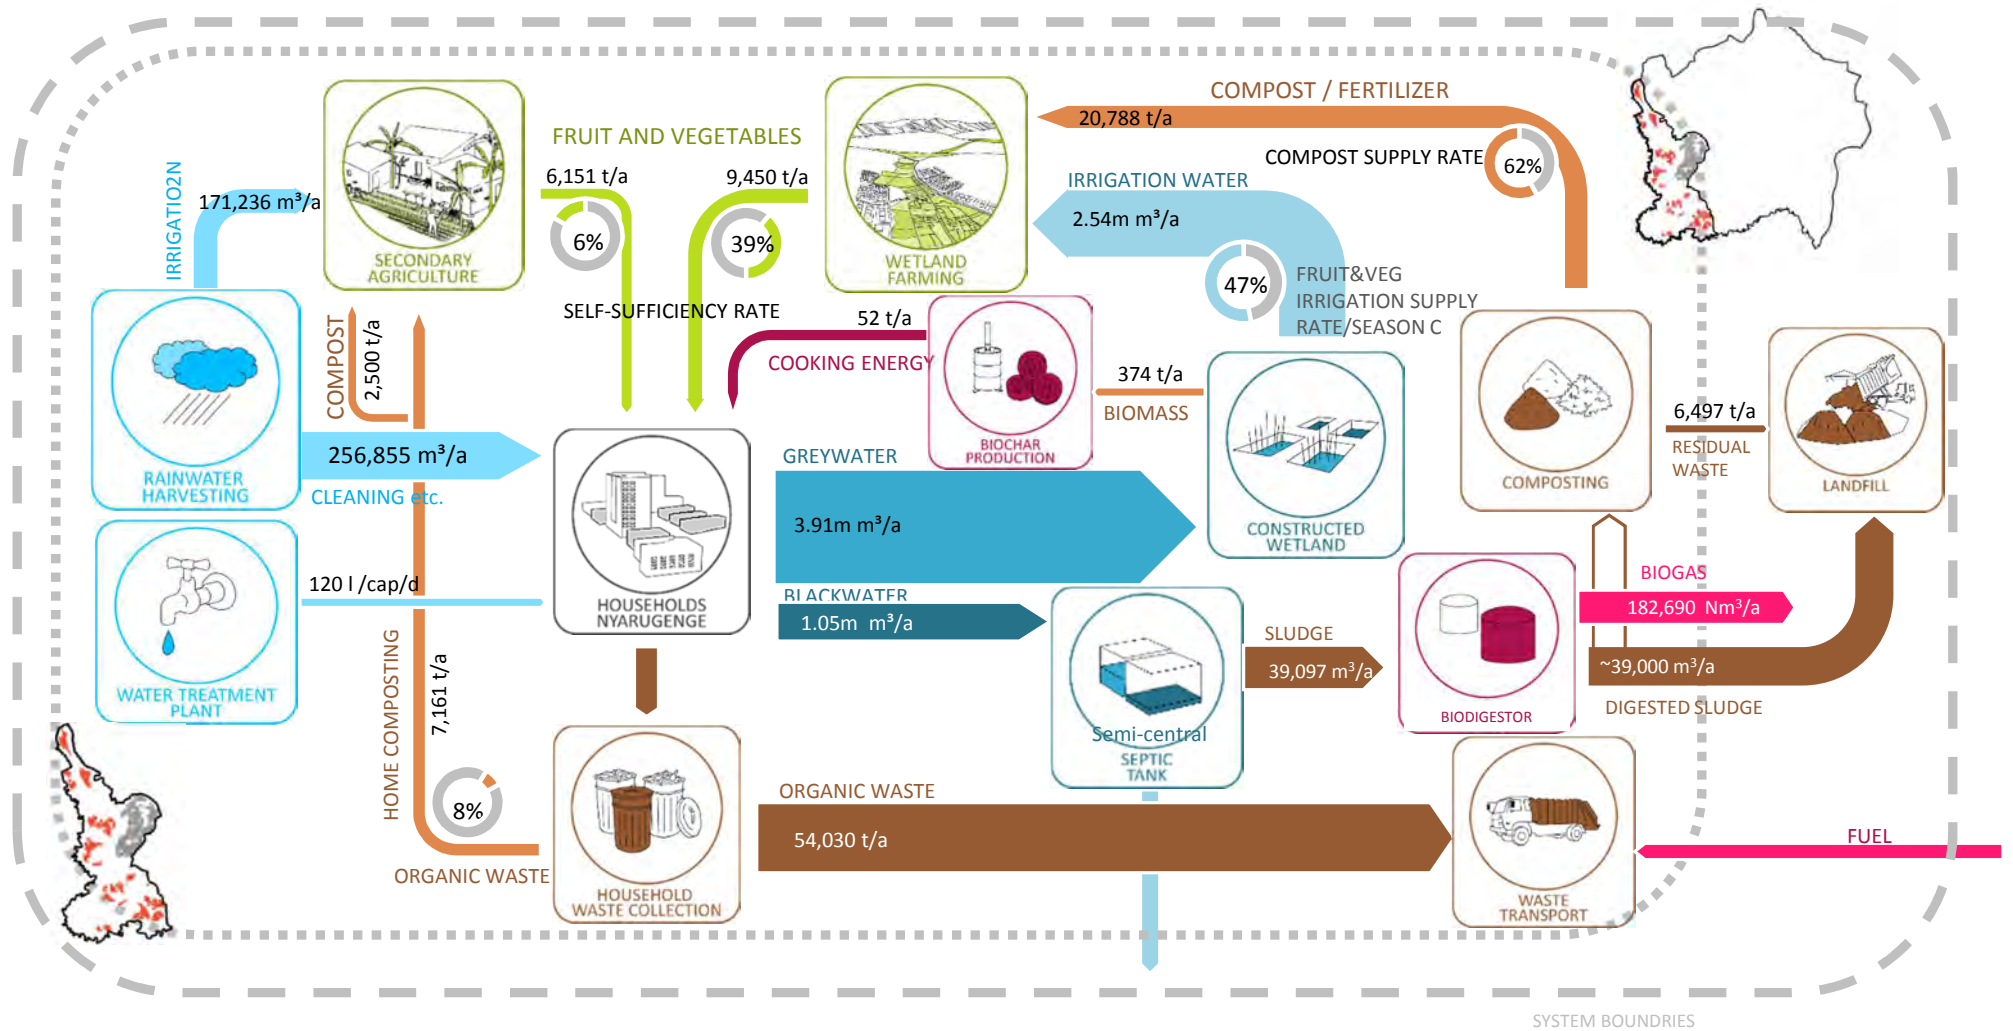 COMPOST / FERTILIZER
20,788 t/a
COMPOST SUPPLY RATE
62%
FRUIT AND VEGETABLES
6,151 t/a
9,450 t/a
6%
39%
SELF-SUFFICIENCY RATE
IRRIGATION WATER
2.54m m³/a
47%
FRUIT&VEG
IRRIGATION SUPPLY
RATE/SEASON C
IRRIGATIO2N
171,236 m³/a
SECONDARY
AGRICULTURE
WETLAND
FARMING
52 t/a
COOKING ENERGY
COMPOST
2,500 t/a
RAINWATER
HARVESTING
256,855 m³/a
CLEANING etc.
BIOCHAR
PRODUCTION
374 t/a
BIOMASS
CONSTRUCTED
WETLAND
COMPOSTING
6,497 t/a
RESIDUAL
WASTE
LANDFILL
GREYWATER
3.91m m³/a
BLACKWATER
1.05m m³/a
HOUSEHOLDS
NYARUGENGE
120 l /cap/d
WATER TREATMENT
PLANT
HOME COMPOSTING
7,161 t/a
8%
ORGANIC WASTE
Semi-central
SEPTIC
TANK
SLUDGE
39,097 m³/a
BIODIGESTOR
BIOGAS
182,690 Nm³/a
~39,000 m³/a
DIGESTED SLUDGE
HOUSEHOLD
WASTE COLLECTION
ORGANIC WASTE
54,030 t/a
WASTE
TRANSPORT
FUEL
SYSTEM BOUNDRIES